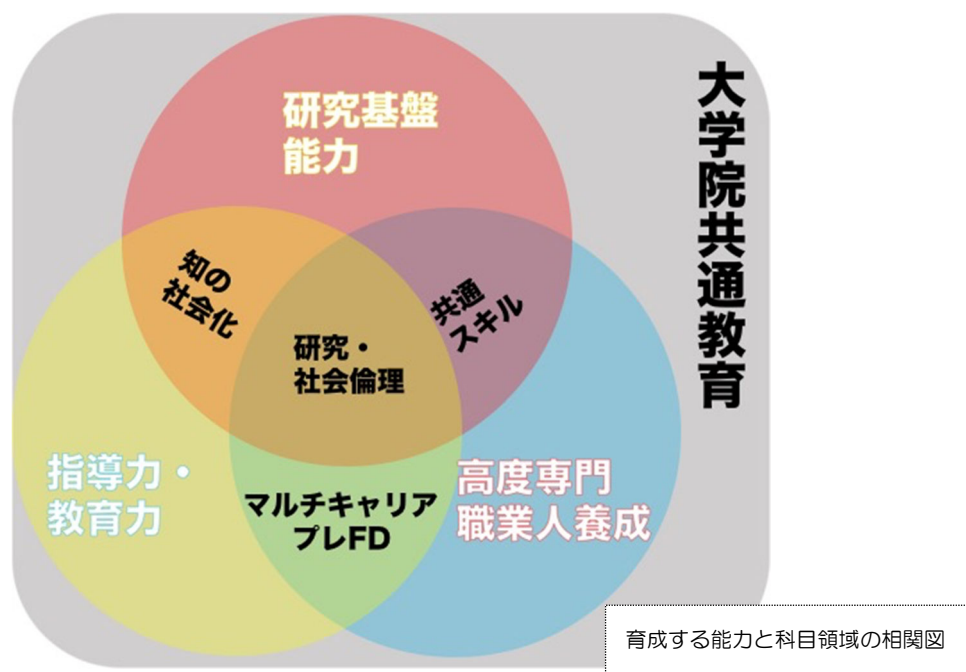 大学院共通教育
研究基盤
能力
知の
社会化
共通
スキル
研究・
社会倫理
指導力・
教育力
マルチキャリア
プレFD
高度専門
職業人養成
育成する能力と科目領域の相関図